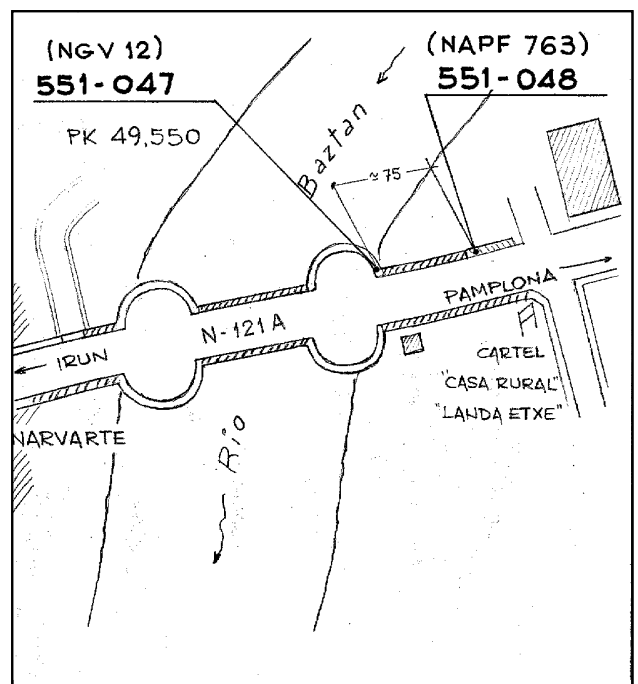 (NGV 12)
551-047
(NAPF 763)
551-048
PK 49,550
Baztan
≈ 75
PAMPLONA
N-121A
IRUN
CARTEL
"CASA RURAL"
"LANDA ETXE"
NARVARTE
Rio